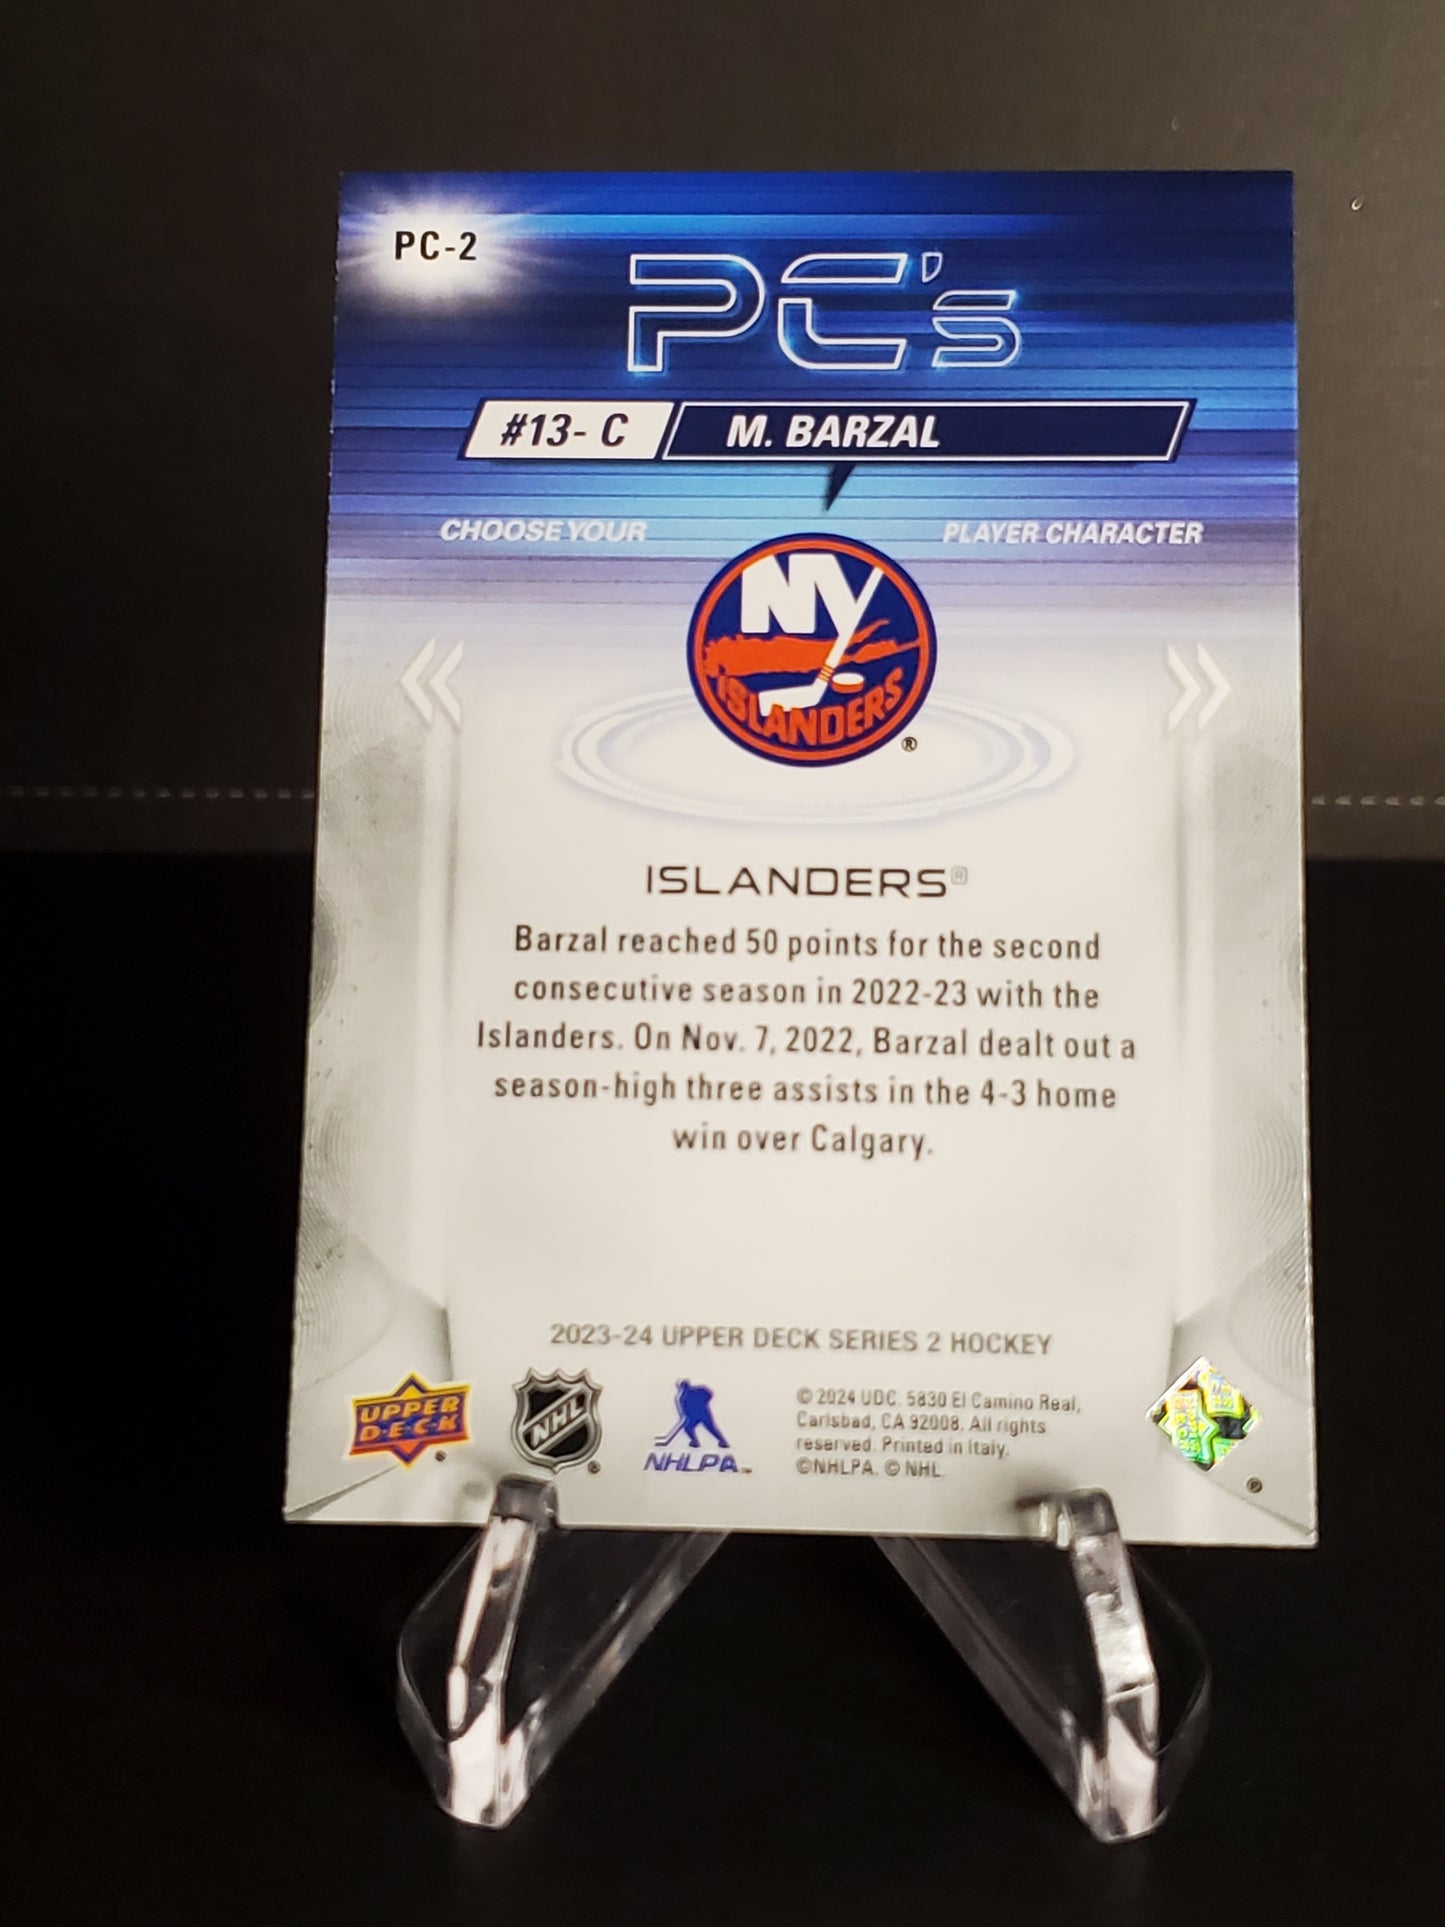 PC-2
PC's
#13- C M. BARZAL
CHOOSE YOUR PLAYER CHARACTER
NY
ISLANDERS
®
ISLANDERS®
Barzal reached 50 points for the second
consecutive season in 2022-23 with the
Islanders. On Nov. 7, 2022, Barzal dealt out a
season-high three assists in the 4-3 home
win over Calgary.
2023-24 UPPER DECK SERIES 2 HOCKEY
UPPER
DECK
®
NHL
®
NHLPA™
© 2024 UDC. 5830 El Camino Real,
Carlsbad, CA 92008. All rights
reserved. Printed in Italy.
©NHLPA. © NHL.